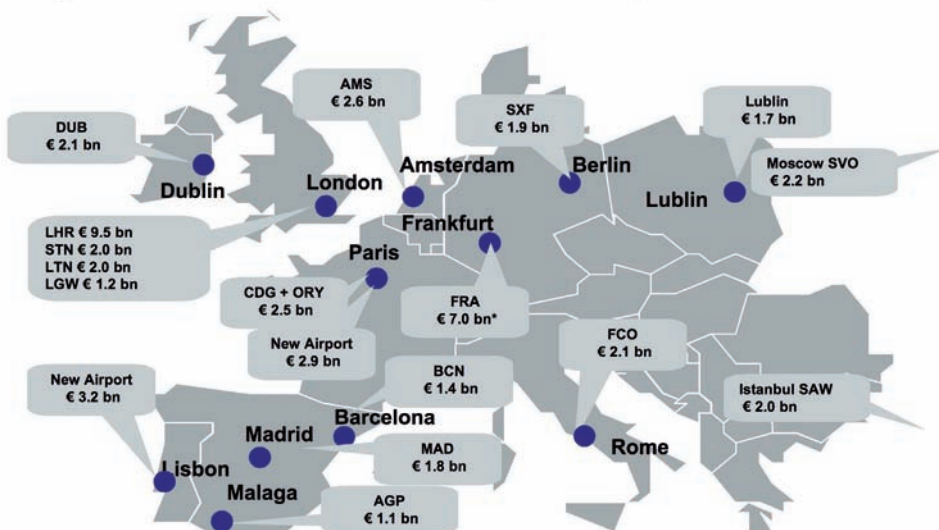 AMS
€ 2.6 bn
SXF
€ 1.9 bn
Lublin
€ 1.7 bn
DUB
€ 2.1 bn
Moscow SVO
€ 2.2 bn
Amsterdam
Berlin
Dublin
London
Lublin
LHR € 9.5 bn
STN € 2.0 bn
LTN € 2.0 bn
LGW € 1.2 bn
Frankfurt
Paris
CDG + ORY
€ 2.5 bn
FRA
€ 7.0 bn*
New Airport
€ 2.9 bn
FCO
€ 2.1 bn
New Airport
€ 3.2 bn
BCN
€ 1.4 bn
Istanbul SAW
€ 2.0 bn
Barcelona
Madrid
MAD
€ 1.8 bn
Rome
Lisbon
Malaga
AGP
€ 1.1 bn